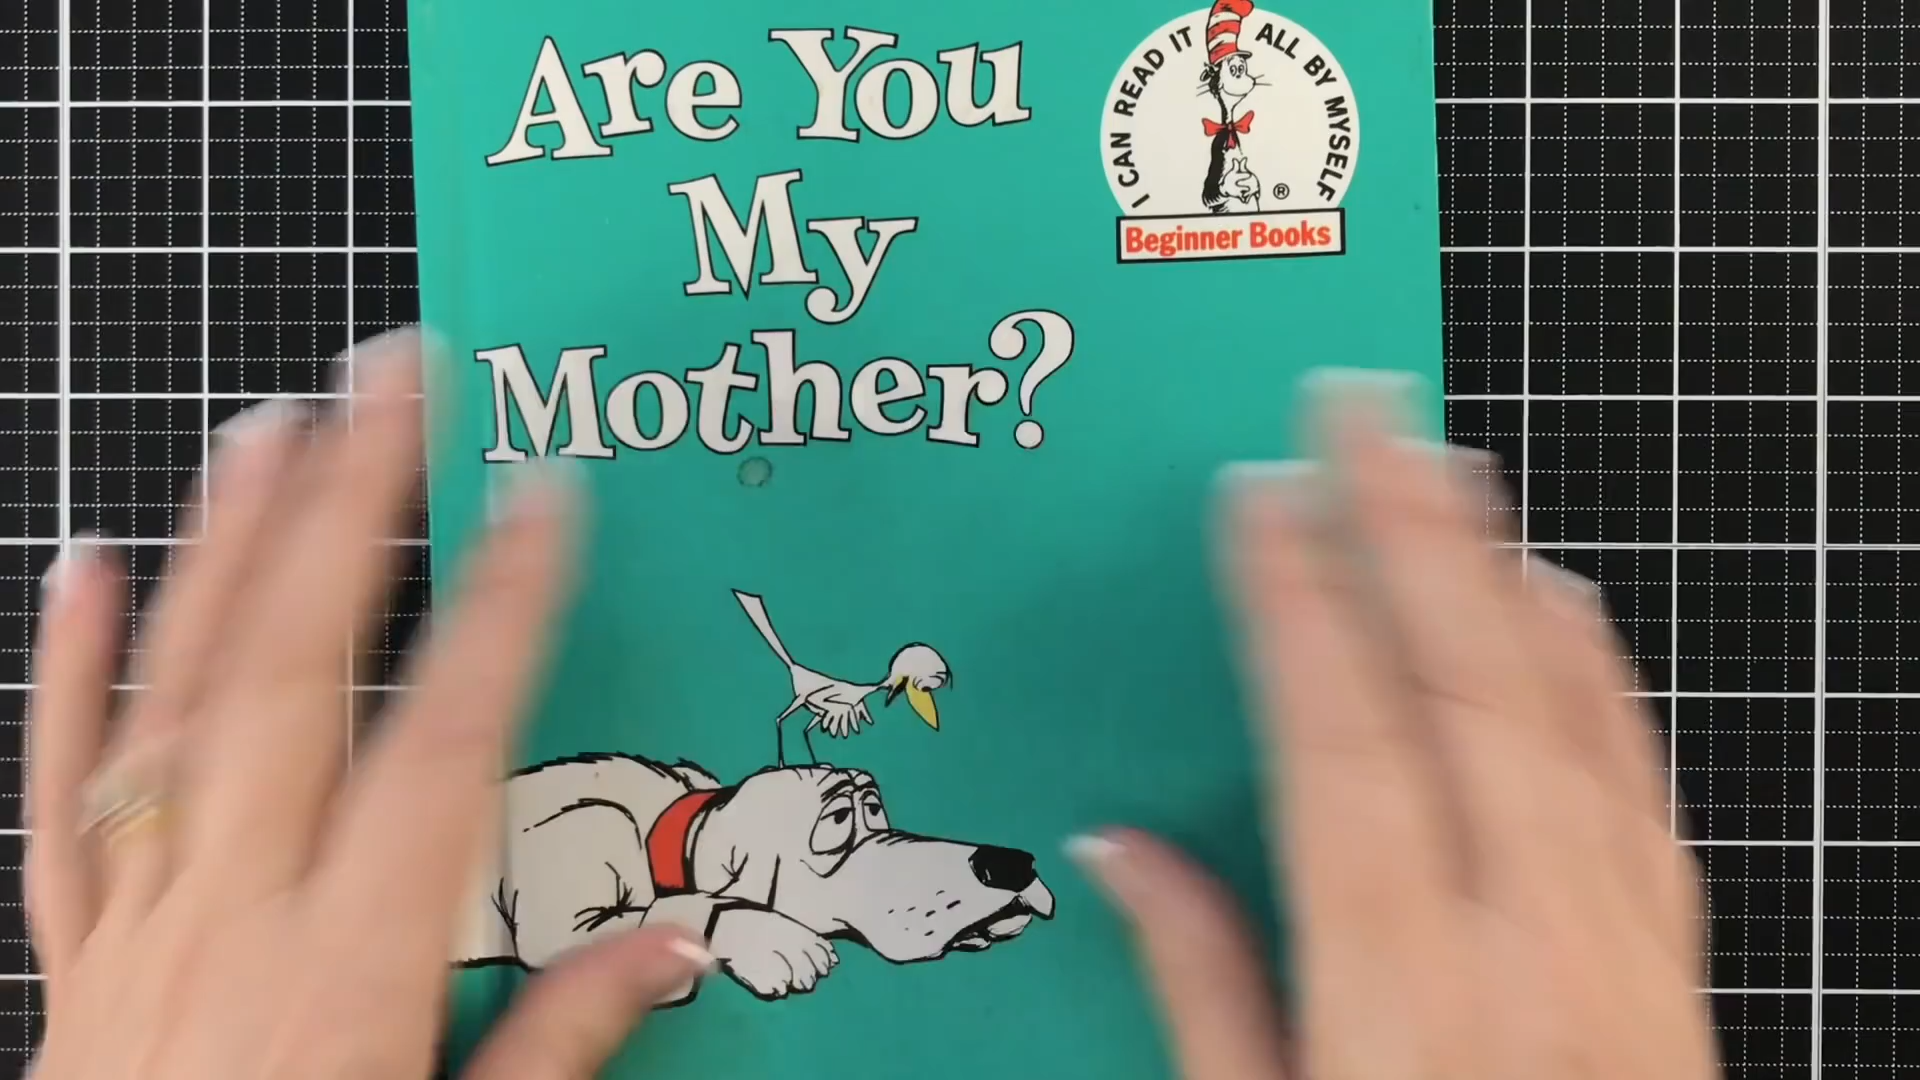 Are You
My
Mother?
I CAN READ IT ALL BY MYSELF
®
Beginner Books